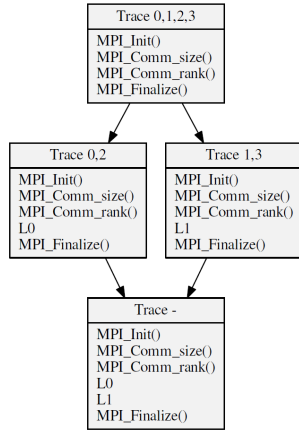 Trace 0,1,2,3
MPI_Init()
MPI_Comm_size()
MPI_Comm_rank()
MPI_Finalize()
Trace 0,2
MPI_Init()
MPI_Comm_size()
MPI_Comm_rank()
L0
MPI_Finalize()
Trace 1,3
MPI_Init()
MPI_Comm_size()
MPI_Comm_rank()
L1
MPI_Finalize()
Trace -
MPI_Init()
MPI_Comm_size()
MPI_Comm_rank()
L0
L1
MPI_Finalize()